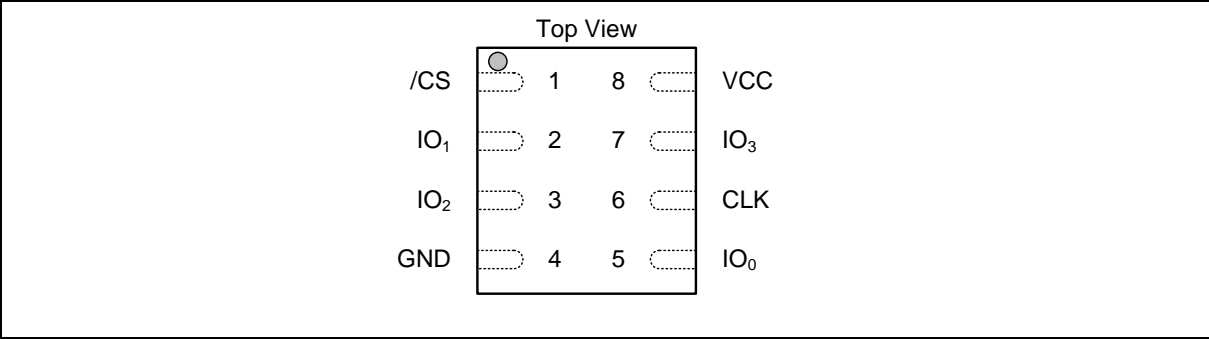 Top View
/CS 1 8 VCC
IO₁ 2 7 IO₃
IO₂ 3 6 CLK
GND 4 5 IO₀